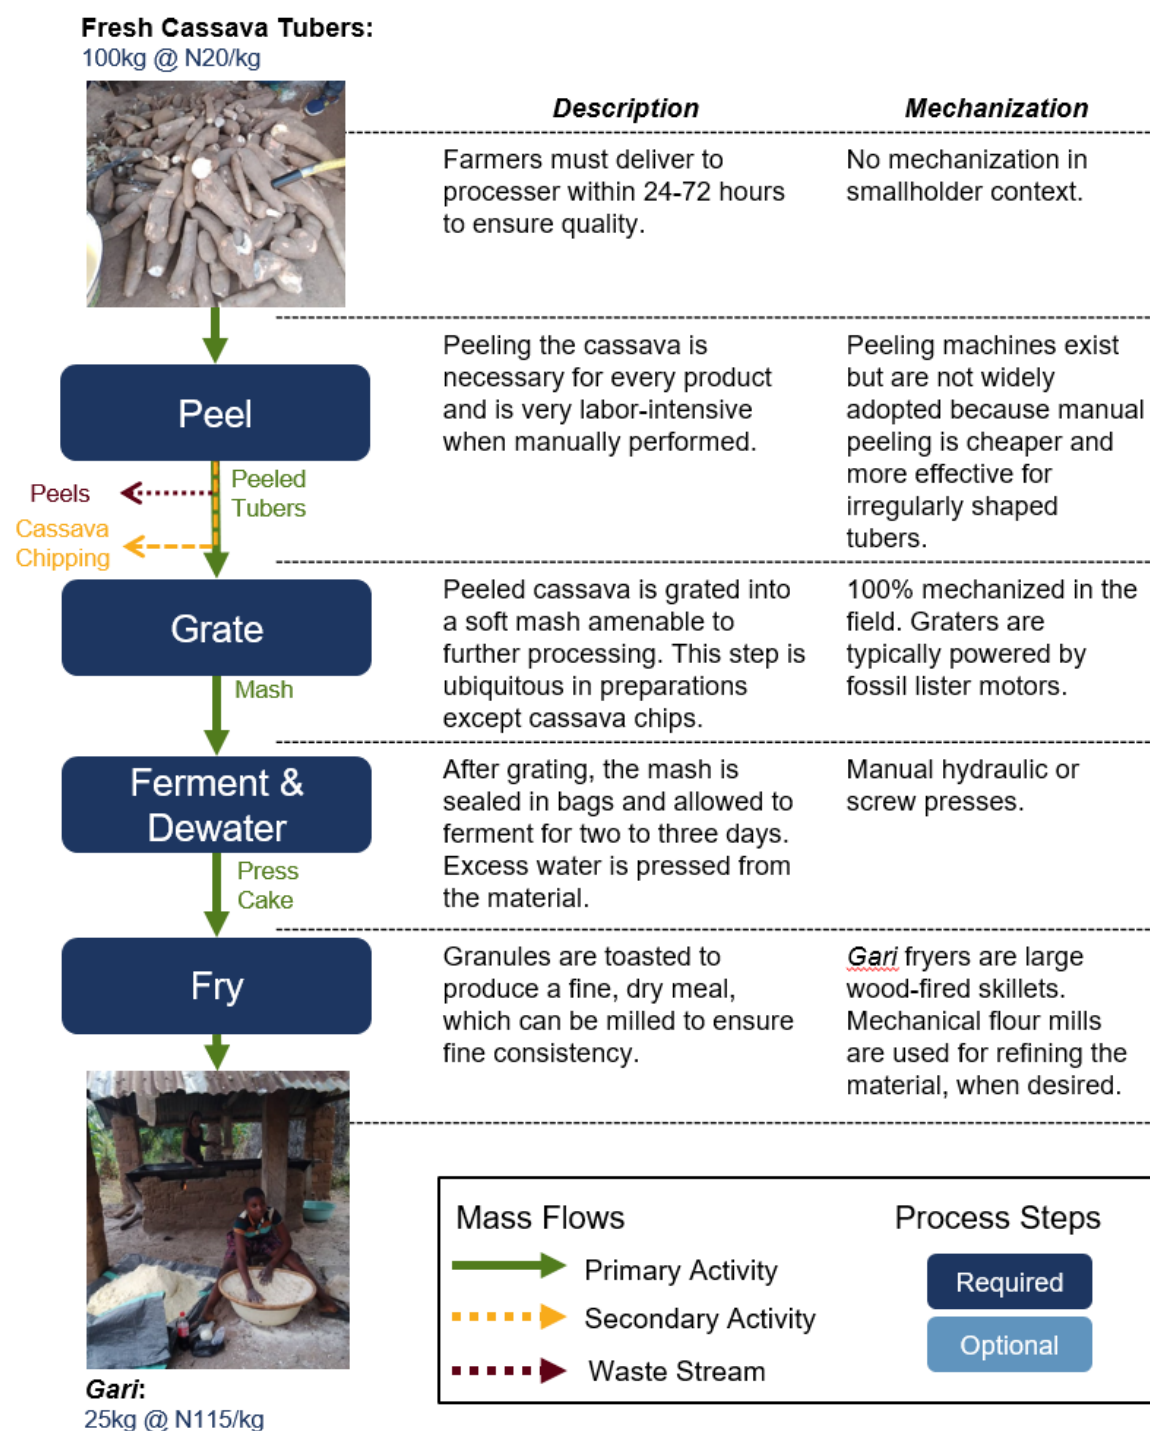 Fresh Cassava Tubers:
100kg @ N20/kg
Description
Mechanization
Farmers must deliver to
processer within 24-72 hours
to ensure quality.
No mechanization in
smallholder context.
Peel
Peeling the cassava is
necessary for every product
and is very labor-intensive
when manually performed.
Peeling machines exist
but are not widely
adopted because manual
peeling is cheaper and
more effective for
irregularly shaped
tubers.
Peeled
Tubers
Peels
Cassava
Chipping
Grate
Peeled cassava is grated into
a soft mash amenable to
further processing. This step is
ubiquitous in preparations
except cassava chips.
100% mechanized in the
field. Graters are
typically powered by
fossil lister motors.
Mash
Ferment &
Dewater
After grating, the mash is
sealed in bags and allowed to
ferment for two to three days.
Excess water is pressed from
the material.
Manual hydraulic or
screw presses.
Press
Cake
Fry
Granules are toasted to
produce a fine, dry meal,
which can be milled to ensure
fine consistency.
Gari fryers are large
wood-fired skillets.
Mechanical flour mills
are used for refining the
material, when desired.
Gari:
25kg @ N115/kg
Mass Flows
Primary Activity
Secondary Activity
Waste Stream
Process Steps
Required
Optional